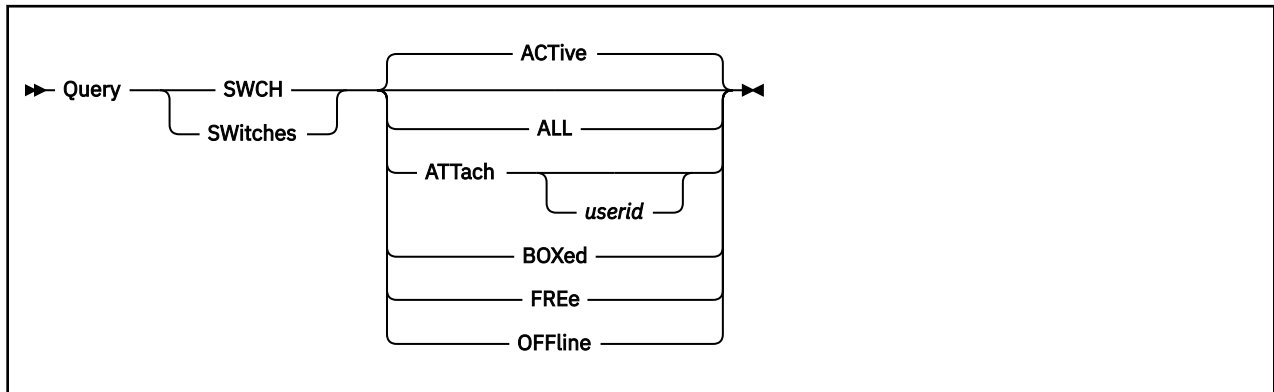 ACTive
Query SWCH
SWitches
ALL
ATTach
userid
BOXed
FREe
OFFline